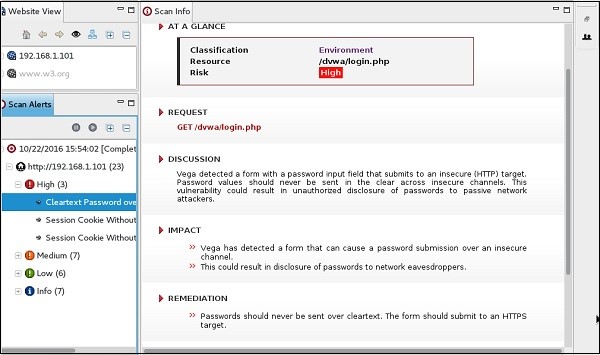 Website View
192.168.1.101
www.w3.org
Scan Alerts
10/22/2016 15:54:02 [Complet
http://192.168.1.101 (23)
High (3)
Cleartext Password ove
Session Cookie Without
Session Cookie Without
Medium (7)
Low (6)
Info (7)
Scan Info
AT A GLANCE
Classification Environment
Resource /dvwa/login.php
Risk High
REQUEST
GET /dvwa/login.php
DISCUSSION
Vega detected a form with a password input field that submits to an insecure (HTTP) target.
Password values should never be sent in the clear across insecure channels. This
vulnerability could result in unauthorized disclosure of passwords to passive network
attackers.
IMPACT
Vega has detected a form that can cause a password submission over an insecure
channel.
This could result in disclosure of passwords to network eavesdroppers.
REMEDIATION
Passwords should never be sent over cleartext. The form should submit to an HTTPS
target.